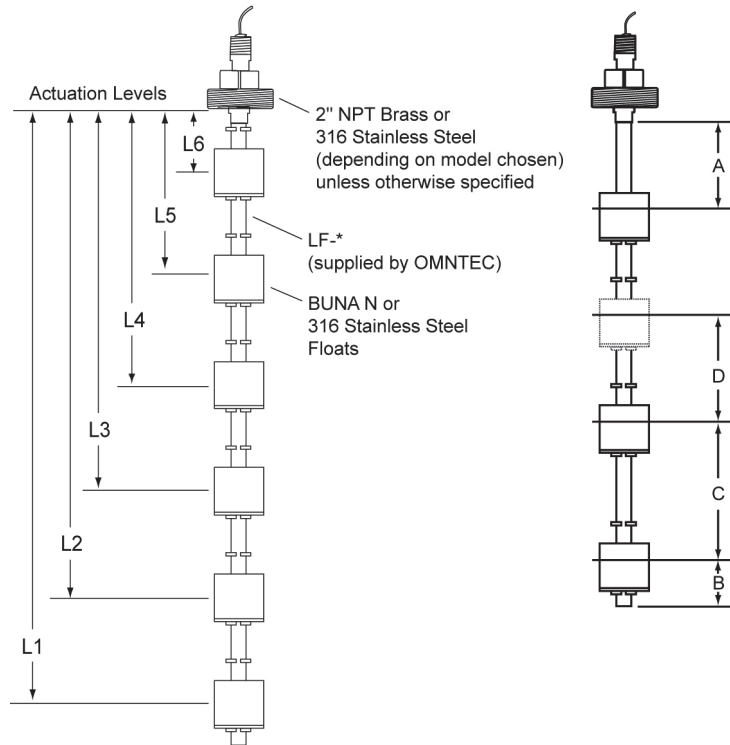 Actuation Levels
2" NPT Brass or
316 Stainless Steel
(depending on model chosen)
unless otherwise specified
L6
L5
LF-*
(supplied by OMNTEC)
BUNA N or
316 Stainless Steel
Floats
L4
L3
L2
L1
A
D
C
B